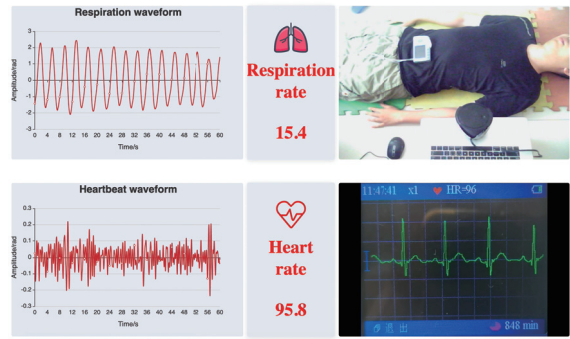 Respiration waveform
Amplitude/rad
3
2
1
0
-1
-2
-3
0 4 8 12 16 20 24 28 32 36 40 44 48 52 56 60
Time/s
Respiration
rate
15.4
Heartbeat waveform
Amplitude/rad
0.3
0.2
0.1
0
-0.1
-0.2
-0.3
0 4 8 12 16 20 24 28 32 36 40 44 48 52 56 60
Time/s
Heart
rate
95.8
11:47:41 x1 HR=96
退出
848 min